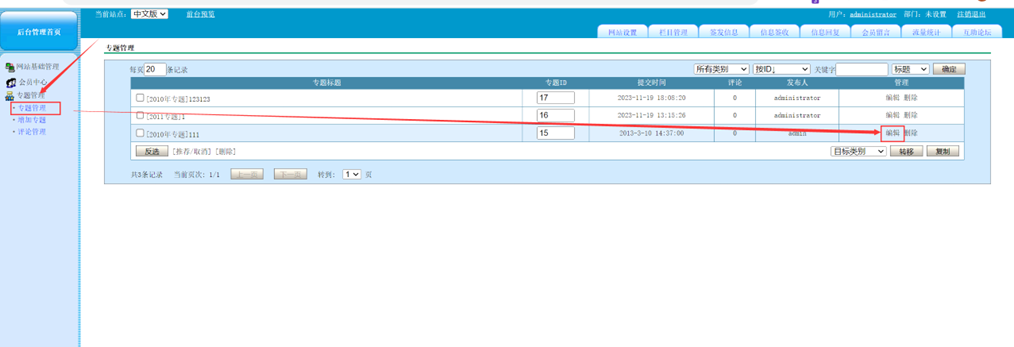 当前站点: 中文版 前台预览 用户: administrator 部门: 未设置 注销退出
后台管理首页
网站设置 栏目管理 签发信息 信息签收 信息回复 会员留言 流量统计 互助论坛
专题管理
网站基础管理
会员中心
专题管理
・专题管理
・增加专题
・评论管理
每页 20 条记录 所有类别 按ID↓ 关键字 标题 确定
专题标题 专题ID 提交时间 评论 发布人 管理
[2010年专题]123123 17 2023-11-19 18:05:20 0 administrator 编辑 删除
[2011专题]1 16 2023-11-19 13:15:26 0 administrator 编辑 删除
[2010年专题]111 15 2013-3-10 14:37:00 0 admin 编辑 删除
反选 [推荐/取消] [删除] 目标类别 转移 复制
共3条记录 当前页次: 1/1 上一页 下一页 转到: 1 页